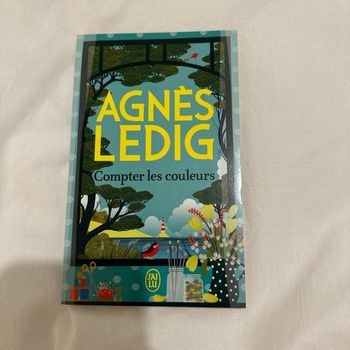 AGNÈS
LEDIG
Compter les couleurs
J'AI
LU